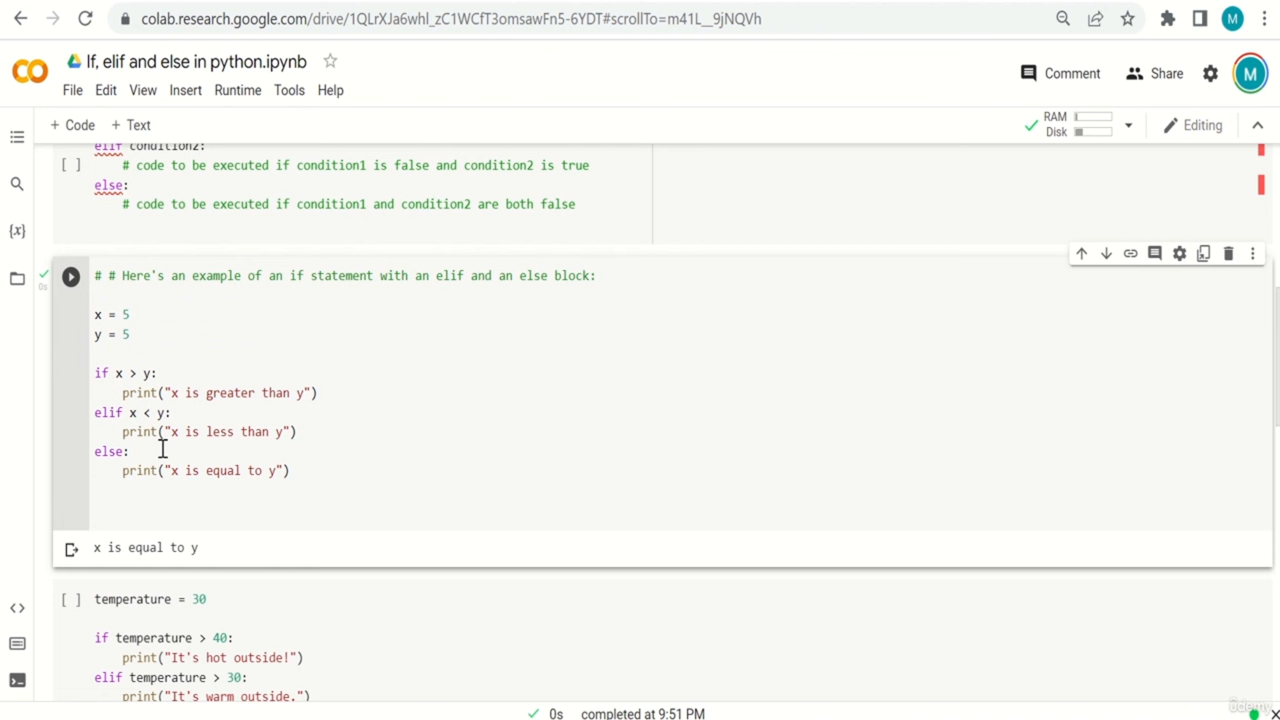 colab.research.google.com/drive/1QLrXJa6whl_zC1WCfT3omsawFn5-6YDT#scrollTo=m41L__9jNQVh
M
If, elif and else in python.ipynb
File Edit View Insert Runtime Tools Help
Comment Share M
+ Code + Text
RAM
Disk
Editing
elif condition2:
[ ] # code to be executed if condition1 is false and condition2 is true
else:
# code to be executed if condition1 and condition2 are both false
# # Here's an example of an if statement with an elif and an else block:
0s
x = 5
y = 5
if x > y:
print("x is greater than y")
elif x < y:
print("x is less than y")
else:
print("x is equal to y")
x is equal to y
[ ] temperature = 30
if temperature > 40:
print("It's hot outside!")
elif temperature > 30:
print("It's warm outside.")
0s completed at 9:51 PM
ûdemy